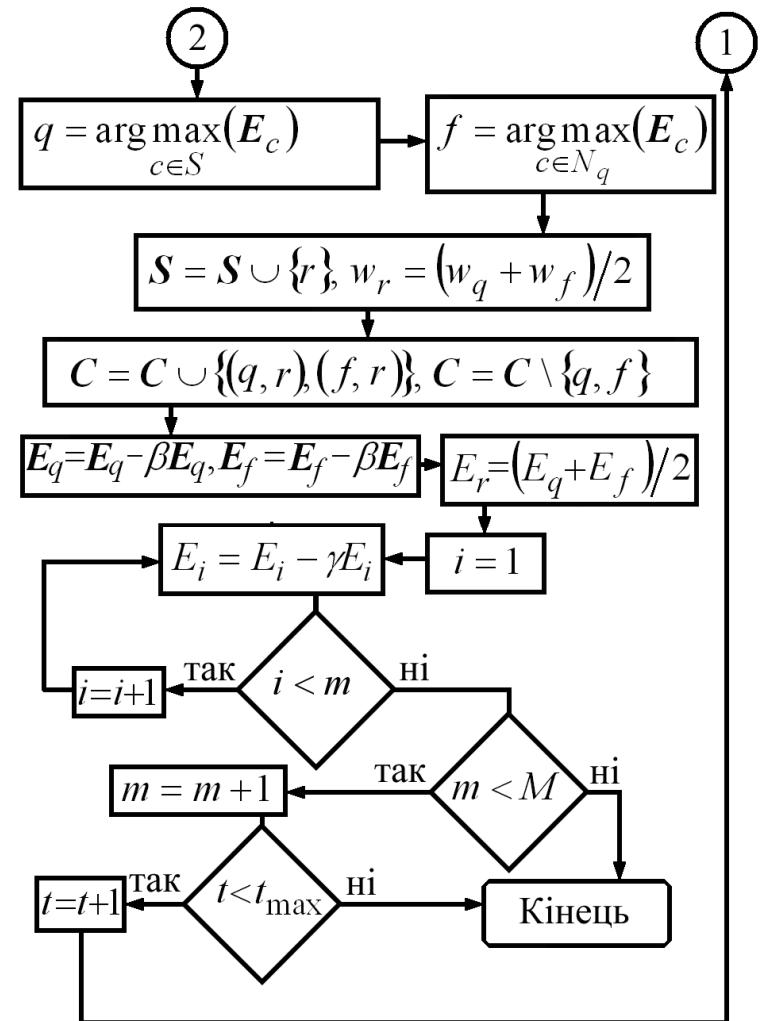 2
1
q = arg max(E_c)
c∈S
f = arg max(E_c)
c∈N_q
S = S ∪ {r}, w_r = (w_q + w_f)/2
C = C ∪ {(q, r),(f, r)}, C = C \ {q, f}
E_q=E_q-βE_q, E_f=E_f-βE_f
E_r=(E_q+E_f)/2
E_i = E_i - γE_i
i = 1
так
ні
i < m
i=i+1
так
ні
m = m + 1
m < M
так
ні
t=t+1
t<t_max
Кінець